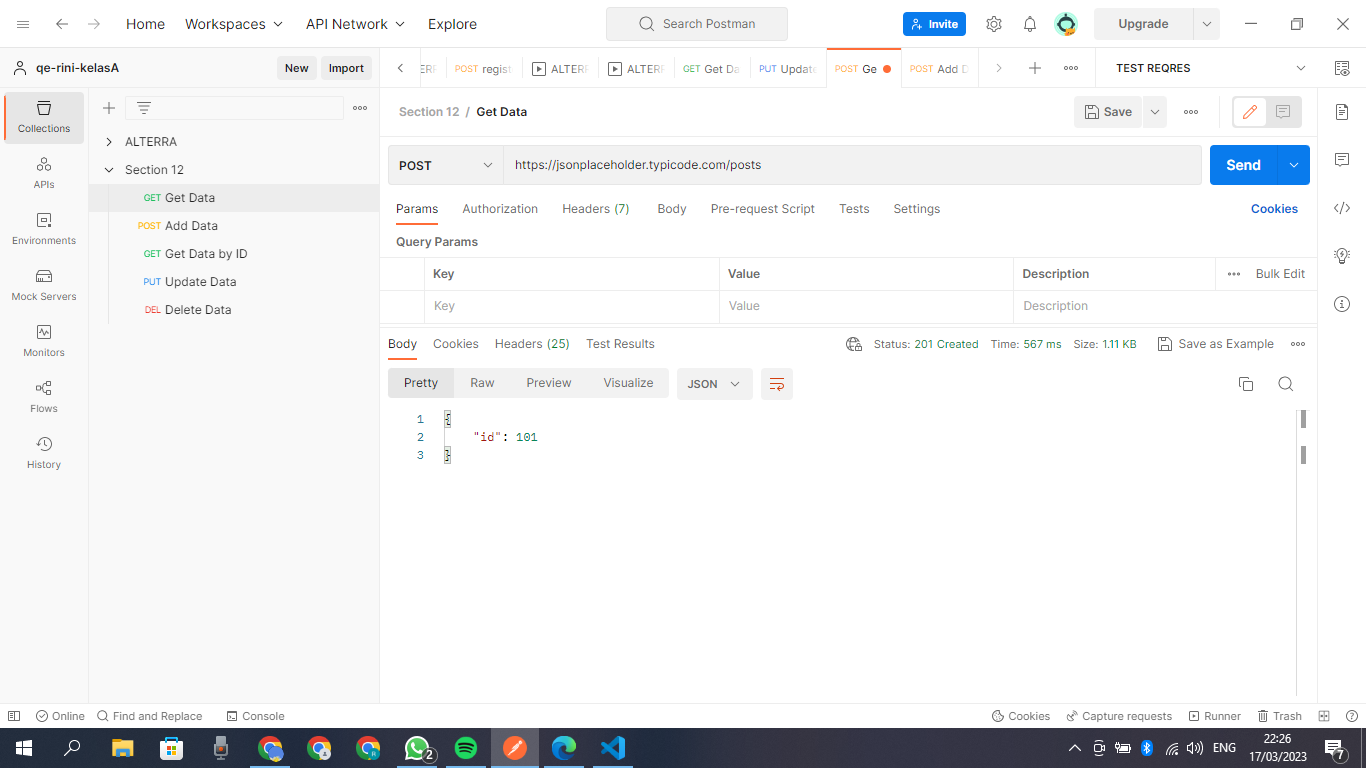 Home Workspaces API Network Explore Search Postman Invite Upgrade
qe-rini-kelasA New Import POST regist ALTERR ALTERR GET Get Da PUT Update POST Ge POST Add D TEST REQRES
Collections
APIs
Environments
Mock Servers
Monitors
Flows
History
ALTERRA
Section 12
GET Get Data
POST Add Data
GET Get Data by ID
PUT Update Data
DEL Delete Data
Section 12 / Get Data Save
POST https://jsonplaceholder.typicode.com/posts Send
Params Authorization Headers (7) Body Pre-request Script Tests Settings Cookies
Query Params
Key Value Description Bulk Edit
Key Value Description
Body Cookies Headers (25) Test Results Status: 201 Created Time: 567 ms Size: 1.11 KB Save as Example
Pretty Raw Preview Visualize JSON
1 {
2 "id": 101
3 }
Online Find and Replace Console Cookies Capture requests Runner Trash
2 A R ENG 22:26
17/03/2023 7